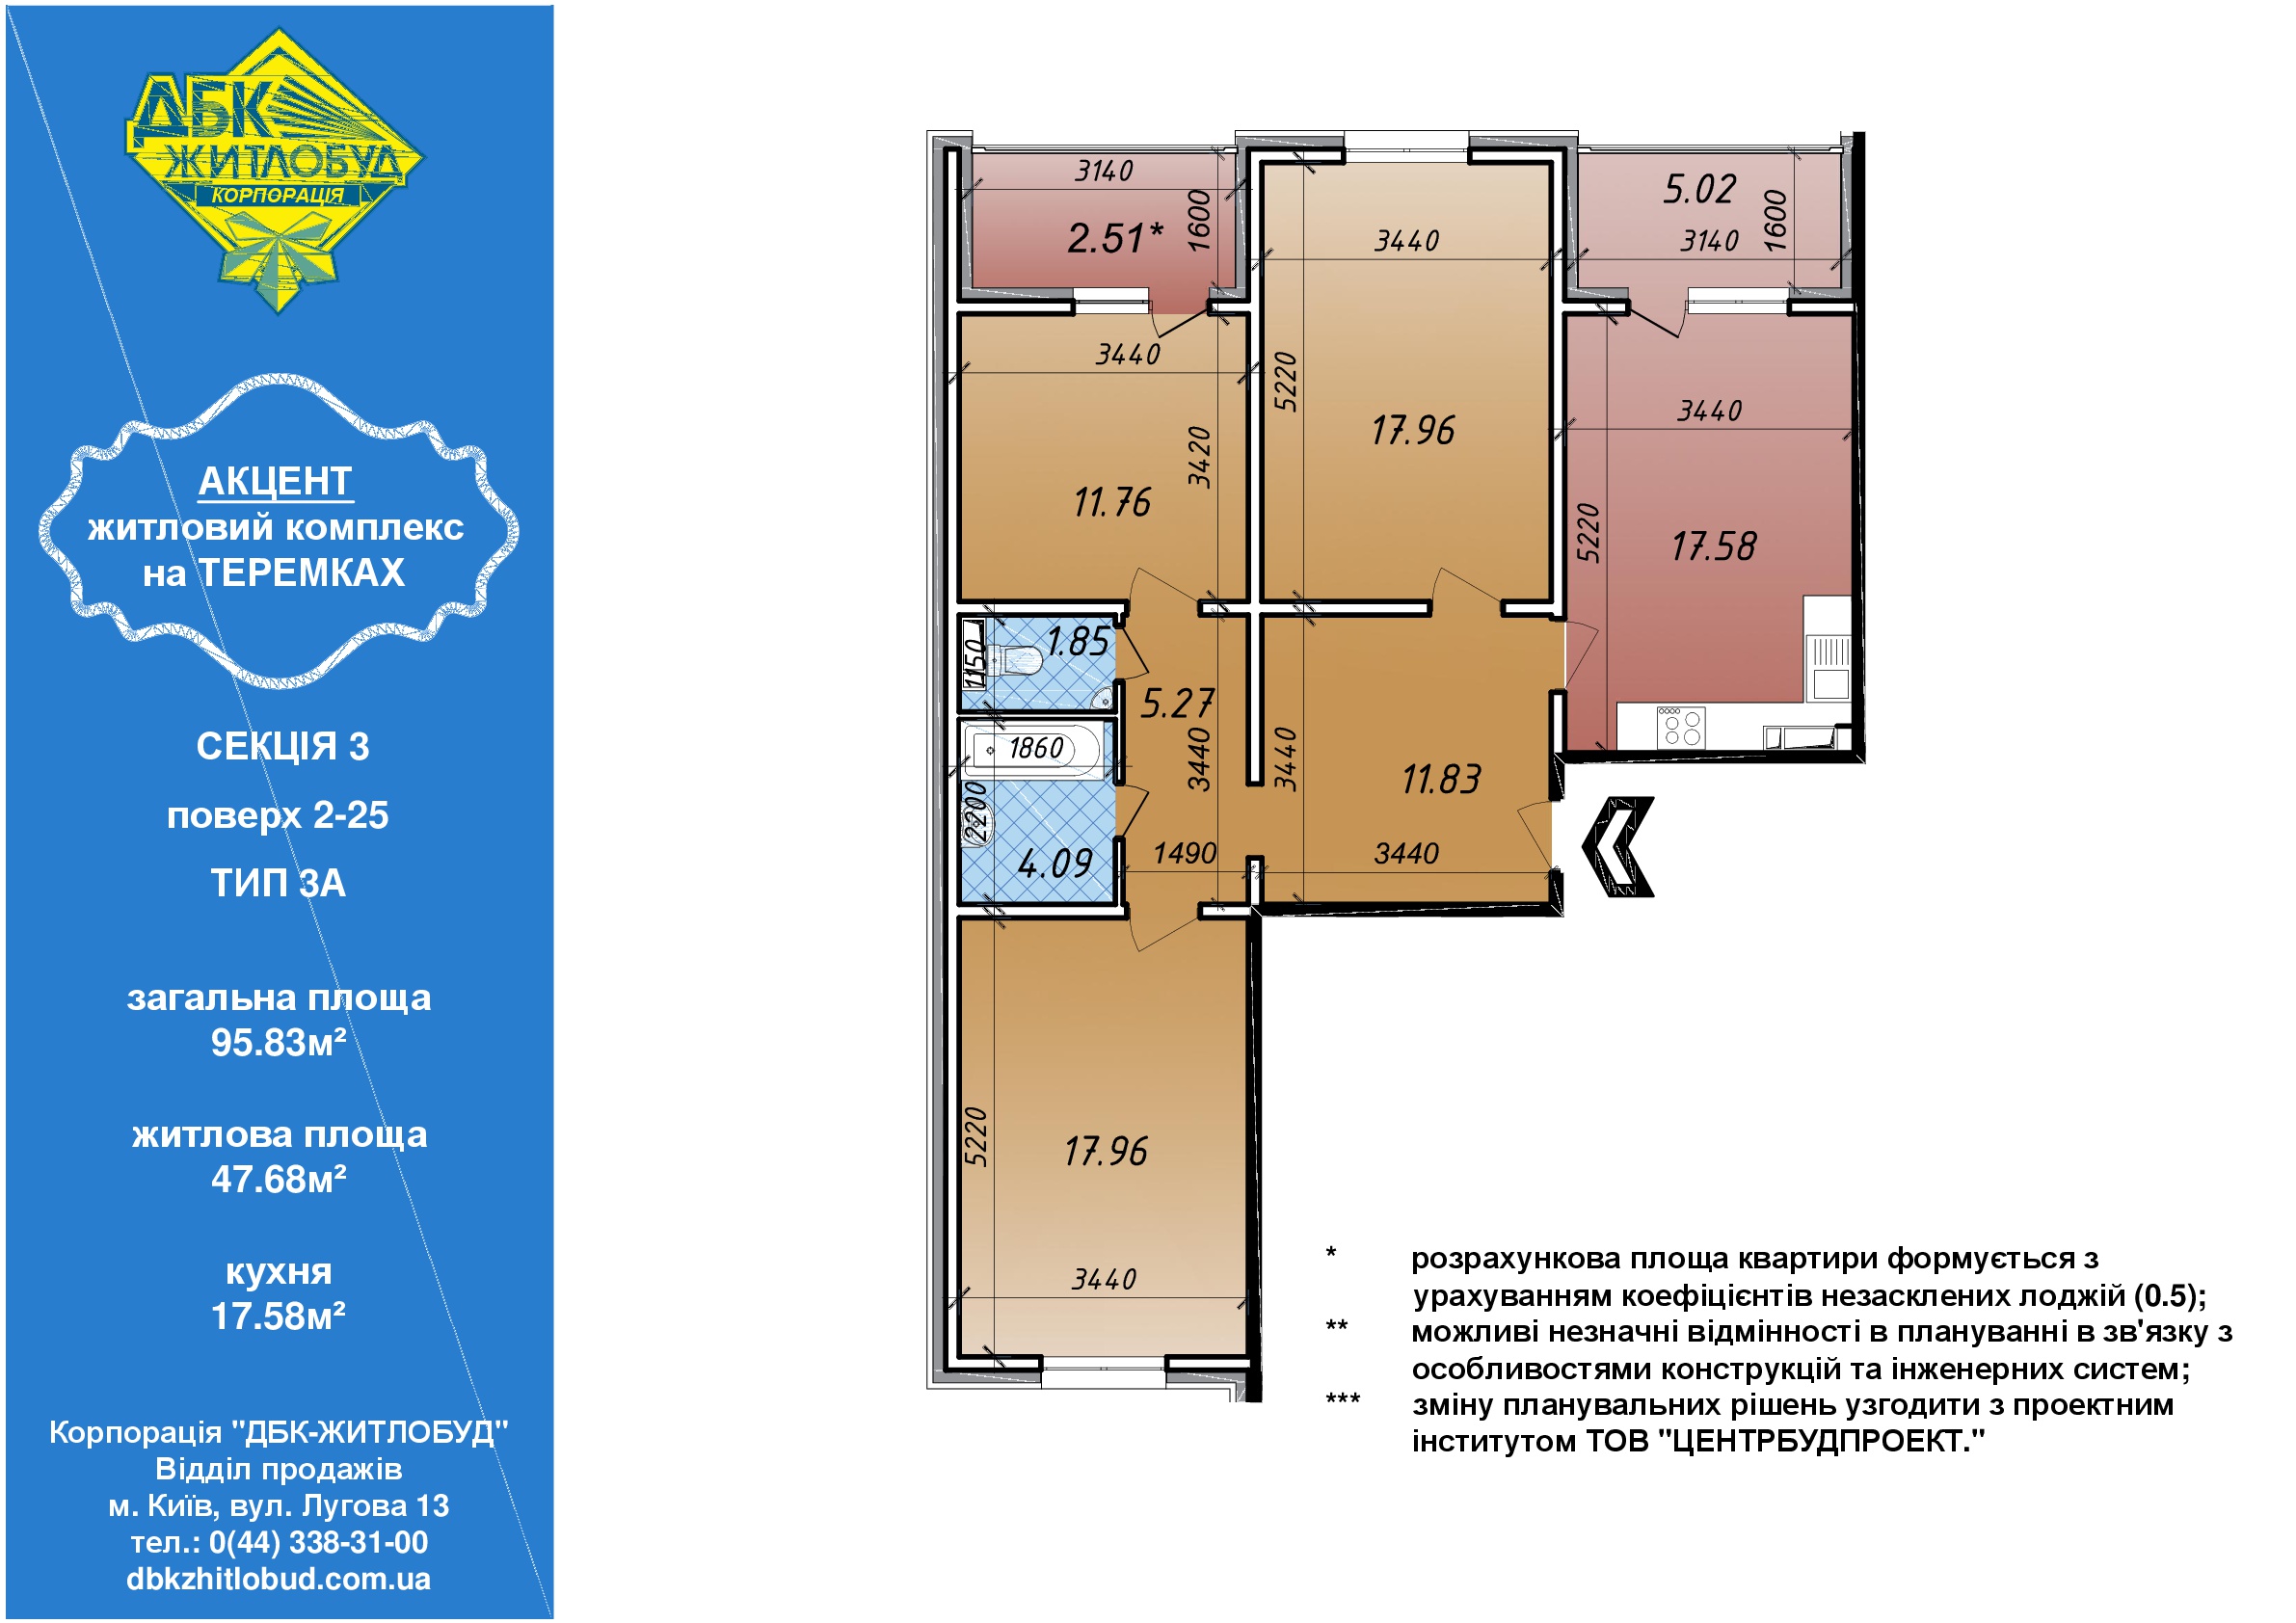 ДБК
ЖИТЛОБУД
КОРПОРАЦІЯ
АКЦЕНТ
житловий комплекс
на ТЕРЕМКАХ
СЕКЦІЯ 3
поверх 2-25
ТИП 3А
загальна площа
95.83м²
житлова площа
47.68м²
кухня
17.58м²
Корпорація "ДБК-ЖИТЛОБУД"
Відділ продажів
м. Київ, вул. Лугова 13
тел.: 0(44) 338-31-00
dbkzhitlobud.com.ua
3140
1600
2.51*
3440
5220
17.96
5.02
3140
1600
3440
3420
11.76
3440
5220
17.58
1150
1.85
5.27
3440
1860
2200
4.09
1490
3440
11.83
3440
5220
17.96
3440
* розрахункова площа квартири формується з
урахуванням коефіцієнтів незасклених лоджій (0.5);
** можливі незначні відмінності в плануванні в зв'язку з
особливостями конструкцій та інженерних систем;
*** зміну планувальних рішень узгодити з проектним
інститутом ТОВ "ЦЕНТРБУДПРОЕКТ."